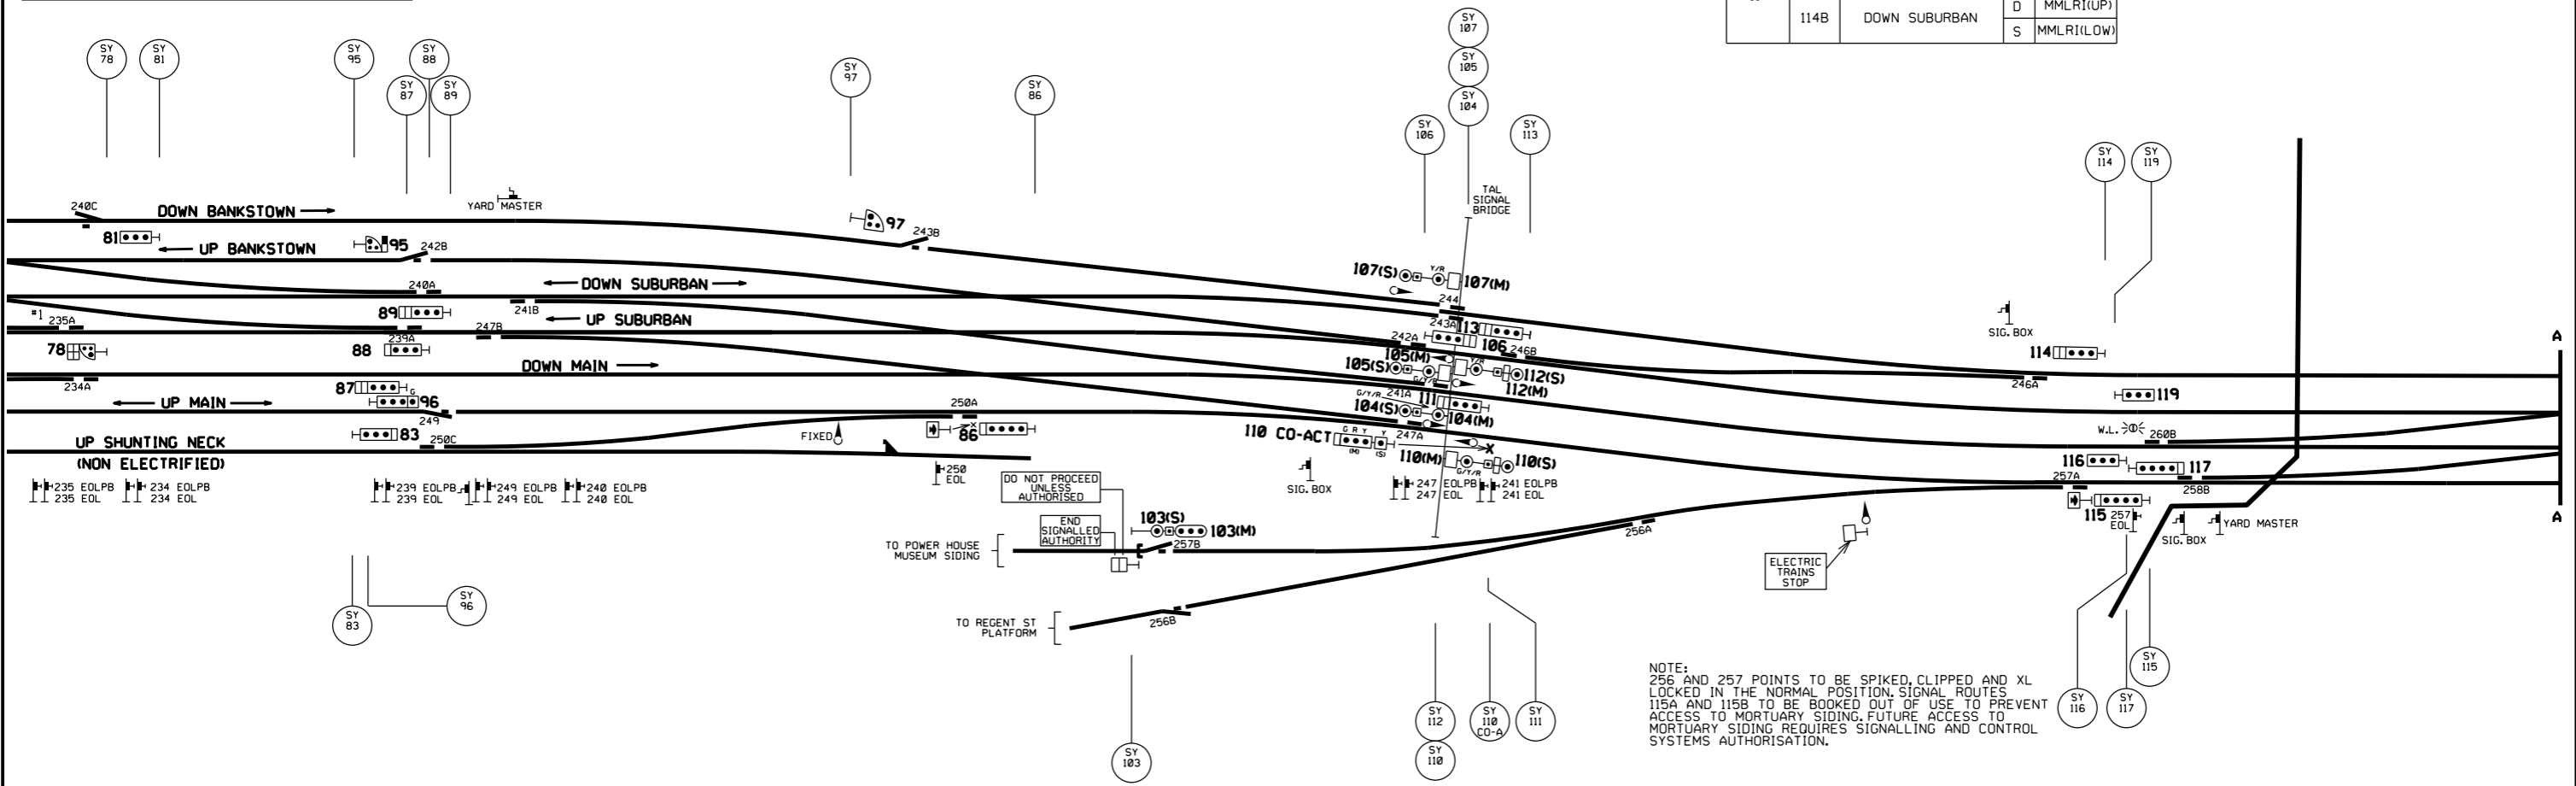 114B DOWN SUBURBAN D MMLRI(UP)
S MMLRI(LOW)
SY 78
SY 81
SY 95
SY 88
SY 87
SY 89
SY 97
SY 86
SY 107
SY 105
SY 104
SY 106
SY 113
SY 114
SY 119
TAL
SIGNAL
BRIDGE
YARD MASTER
240C
DOWN BANKSTOWN
81
UP BANKSTOWN
95
242B
97
243B
DOWN SUBURBAN
240A
89
241B
UP SUBURBAN
#1
235A
247B
239A
78
88
DOWN MAIN
234A
87
G
96
UP MAIN
249
250A
UP SHUNTING NECK
(NON ELECTRIFIED)
83
250C
FIXED
X
86
107(S)
Y/R
107(M)
244
243A
113
242A
106
246B
105(M)
105(S)
G/Y/R
Y/R
112(S)
112(M)
G/Y/R
241A
111
104(S)
104(M)
110 CO-ACT
G R Y
Y
(M)
(S)
247A
X
110(M)
G/Y/R
110(S)
SIG. BOX
114
246A
119
W.L.
260B
116
117
257A
258B
115
257
EOL
SIG. BOX
YARD MASTER
A
A
235 EOLPB
235 EOL
234 EOLPB
234 EOL
239 EOLPB
239 EOL
249 EOLPB
249 EOL
240 EOLPB
240 EOL
250
EOL
SIG. BOX
247 EOLPB
247 EOL
241 EOLPB
241 EOL
DO NOT PROCEED
UNLESS
AUTHORISED
END
SIGNALLED
AUTHORITY
103(S)
103(M)
257B
TO POWER HOUSE
MUSEUM SIDING
256A
TO REGENT ST
PLATFORM
256B
ELECTRIC
TRAINS
STOP
SY 83
SY 96
SY 103
SY 112
SY 110
SY 110 CO-A
SY 111
SY 116
SY 117
SY 115
NOTE:
256 AND 257 POINTS TO BE SPIKED, CLIPPED AND XL
LOCKED IN THE NORMAL POSITION. SIGNAL ROUTES
115A AND 115B TO BE BOOKED OUT OF USE TO PREVENT
ACCESS TO MORTUARY SIDING. FUTURE ACCESS TO
MORTUARY SIDING REQUIRES SIGNALLING AND CONTROL
SYSTEMS AUTHORISATION.